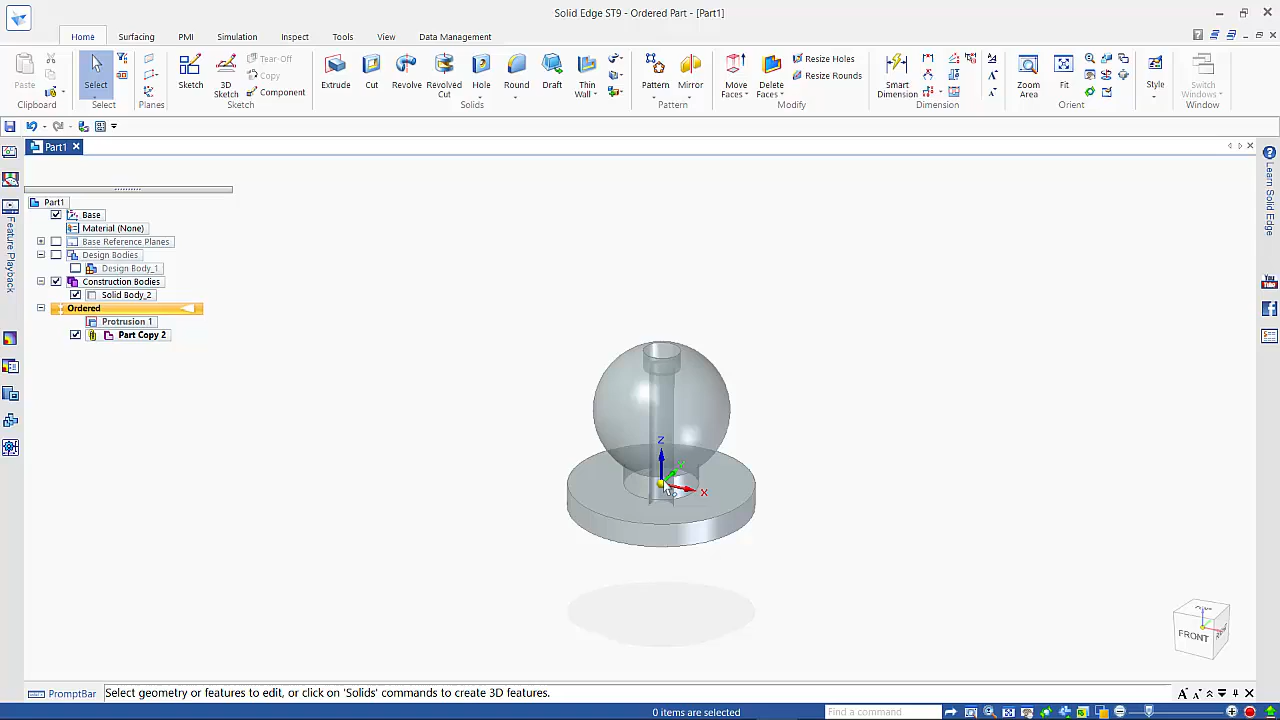 Solid Edge ST9 - Ordered Part - [Part1]
Home Surfacing PMI Simulation Inspect Tools View Data Management
Paste
Clipboard
Select
Select
Planes
Sketch
3D Sketch
Tear-Off
Copy
Component
Sketch
Extrude
Cut
Revolve
Revolved Cut
Hole
Round
Draft
Thin Wall
Solids
Pattern
Mirror
Pattern
Move Faces
Delete Faces
Resize Holes
Resize Rounds
Modify
Smart Dimension
Dimension
Zoom Area
Fit
Orient
Style
Switch Windows
Window
Part1
Feature Playback
Learn Solid Edge
Part1
Base
Material (None)
Base Reference Planes
Design Bodies
Design Body_1
Construction Bodies
Solid Body_2
Ordered
Protrusion 1
Part Copy 2
Z
Y
X
FRONT
PromptBar
Select geometry or features to edit, or click on 'Solids' commands to create 3D features.
0 items are selected
Find a command